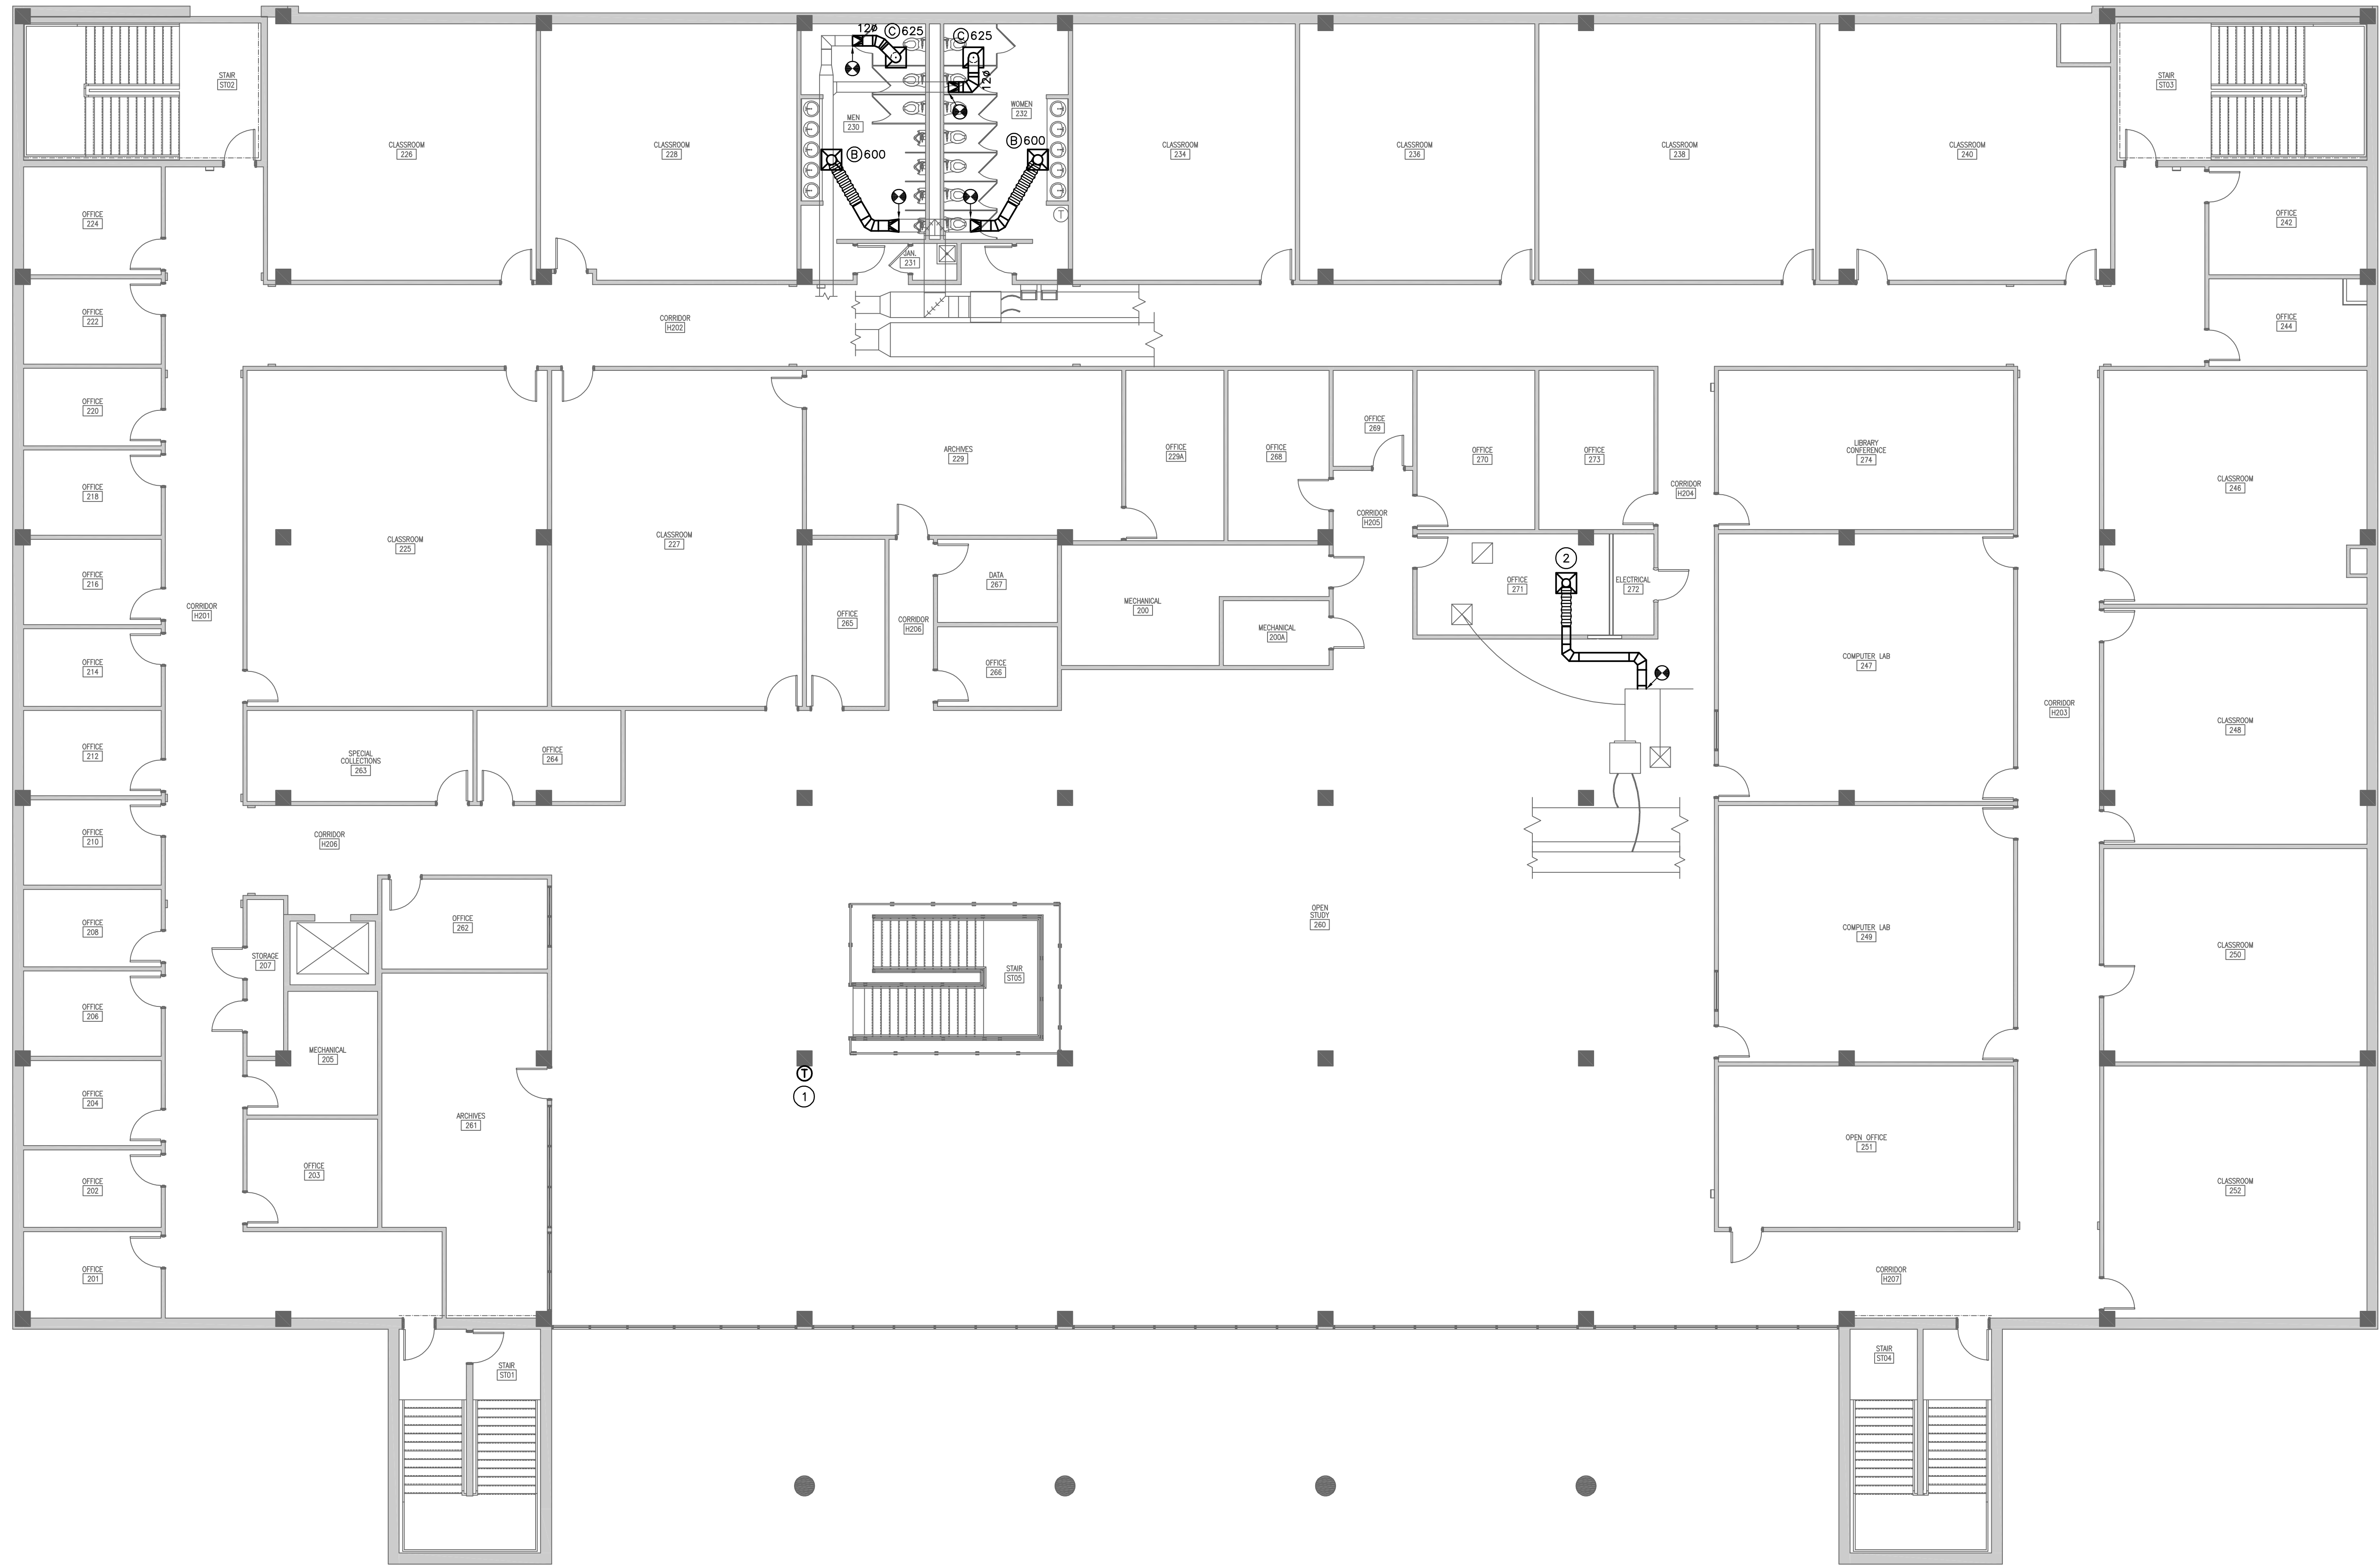 12ø
Ⓒ625
Ⓒ625
12ø
STAIR
ST02
STAIR
ST03
MEN
230
WOMEN
232
CLASSROOM
226
CLASSROOM
228
Ⓑ600
Ⓑ600
CLASSROOM
234
CLASSROOM
236
CLASSROOM
238
CLASSROOM
240
OFFICE
224
T
OFFICE
242
JAN.
231
OFFICE
222
CORRIDOR
H202
OFFICE
244
OFFICE
220
OFFICE
269
ARCHIVES
229
OFFICE
229A
OFFICE
268
OFFICE
270
OFFICE
273
LIBRARY
CONFERENCE
274
OFFICE
218
CORRIDOR
H205
CORRIDOR
H204
CLASSROOM
246
CLASSROOM
225
CLASSROOM
227
2
OFFICE
216
DATA
267
OFFICE
271
ELECTRICAL
272
CORRIDOR
H201
OFFICE
265
CORRIDOR
H206
MECHANICAL
200
MECHANICAL
200A
OFFICE
214
OFFICE
266
COMPUTER LAB
247
CORRIDOR
H203
CLASSROOM
248
OFFICE
212
SPECIAL
COLLECTIONS
263
OFFICE
264
OFFICE
210
CORRIDOR
H206
OFFICE
208
OFFICE
262
OPEN
STUDY
260
COMPUTER LAB
249
STORAGE
207
STAIR
ST05
CLASSROOM
250
OFFICE
206
MECHANICAL
205
T
1
OFFICE
204
ARCHIVES
261
OPEN OFFICE
251
OFFICE
203
OFFICE
202
CLASSROOM
252
OFFICE
201
CORRIDOR
H207
STAIR
ST01
STAIR
ST04